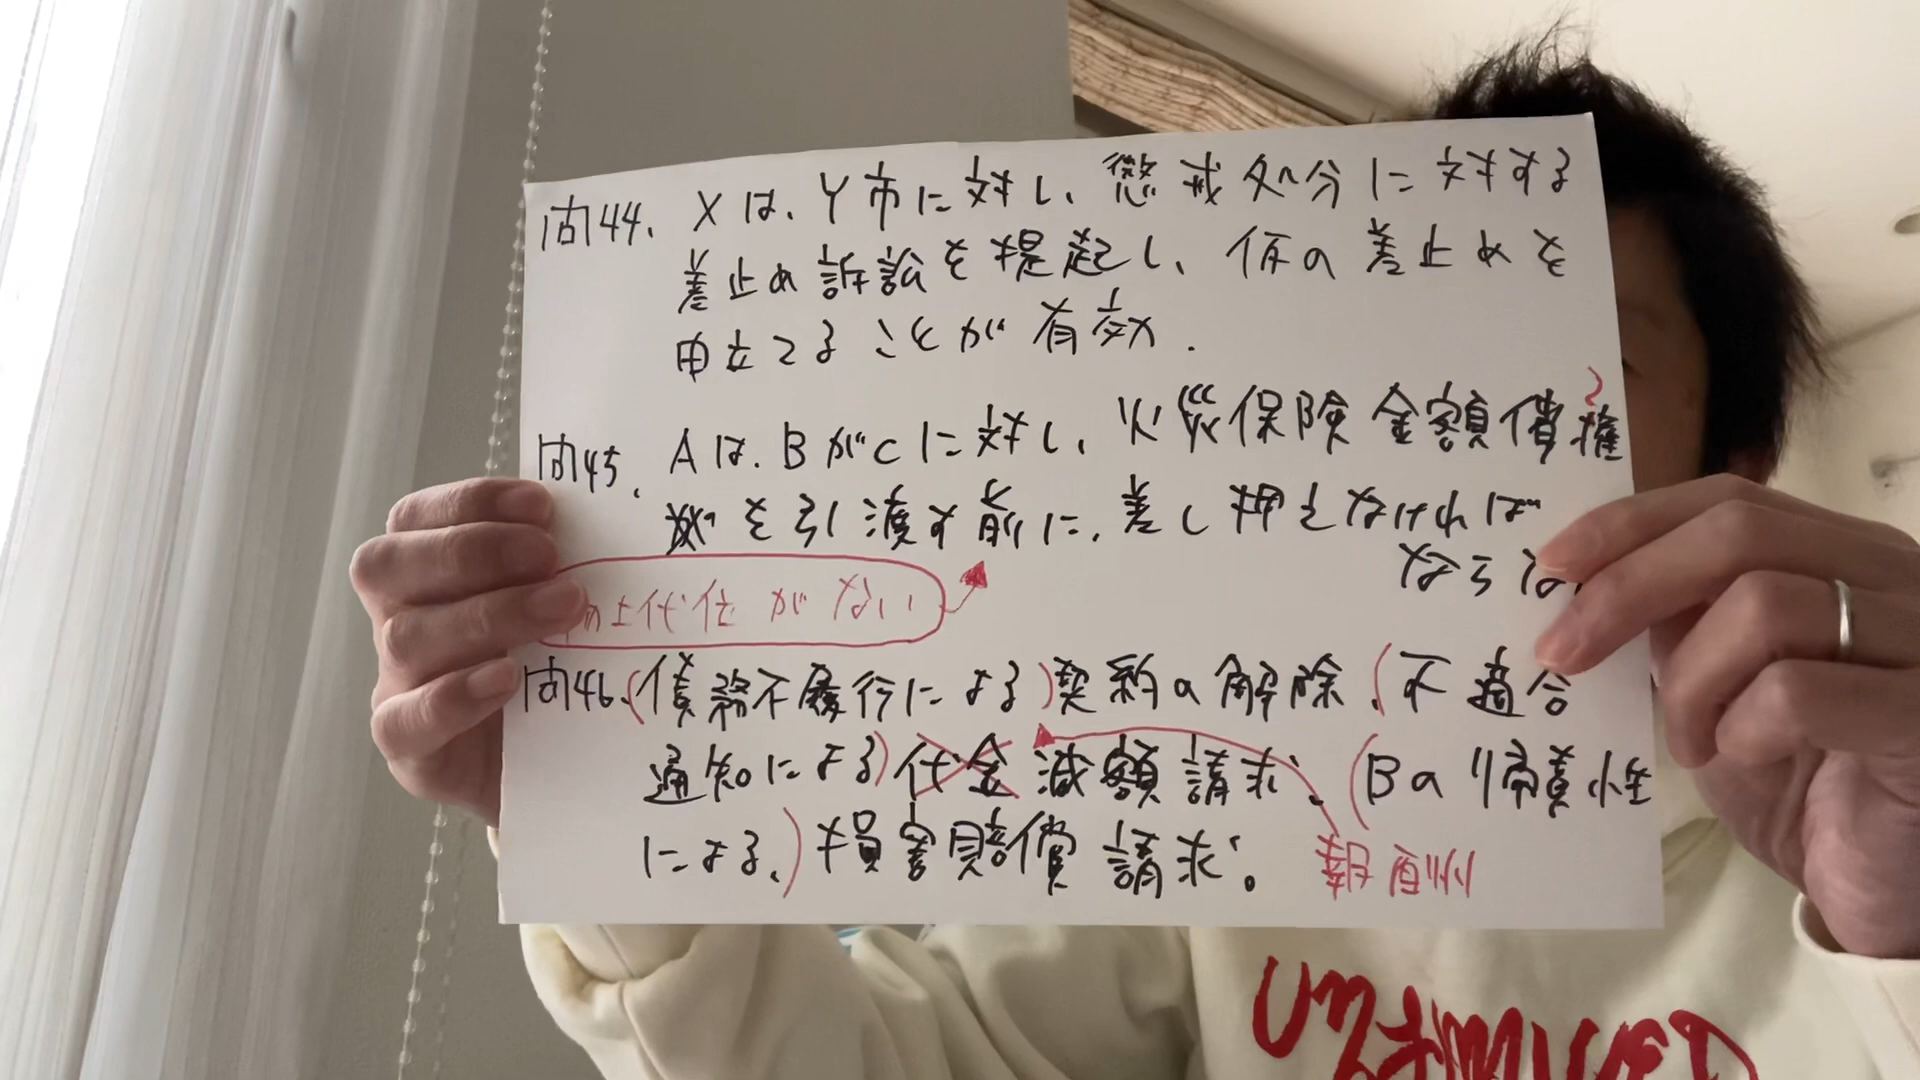 問44. Xは、Y市に対し、懲戒処分に対する
差止め訴訟を提起し、仮の差止めを
申立てることが有効.
問45. Aは、BがCに対し、火災保険金額債権
を引渡す前に、差し押えなければ
ならな
物上代位がない
問46.(債務不履行による)契約の解除、(不適合
通知による)代金減額請求、(Bの帰責性
による、)損害賠償請求。
報酬